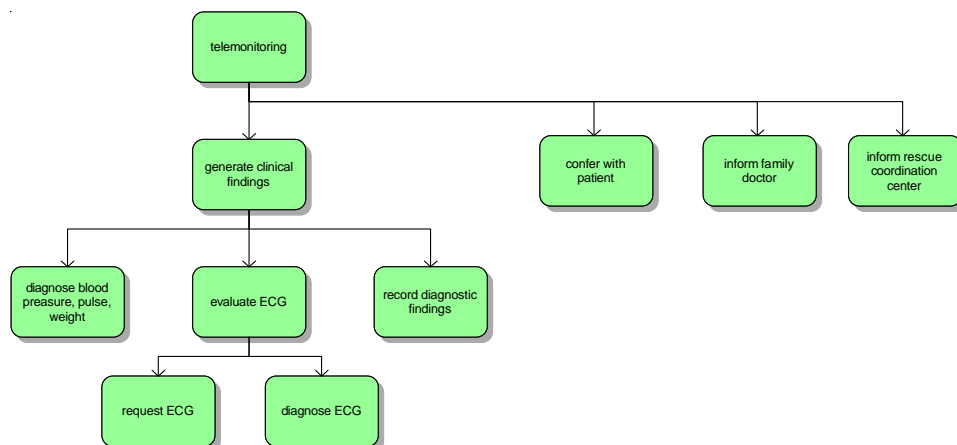 telemonitoring
generate clinical
findings
confer with
patient
inform family
doctor
inform rescue
coordination
center
diagnose blood
preasure, pulse,
weight
evaluate ECG
record diagnostic
findings
request ECG
diagnose ECG